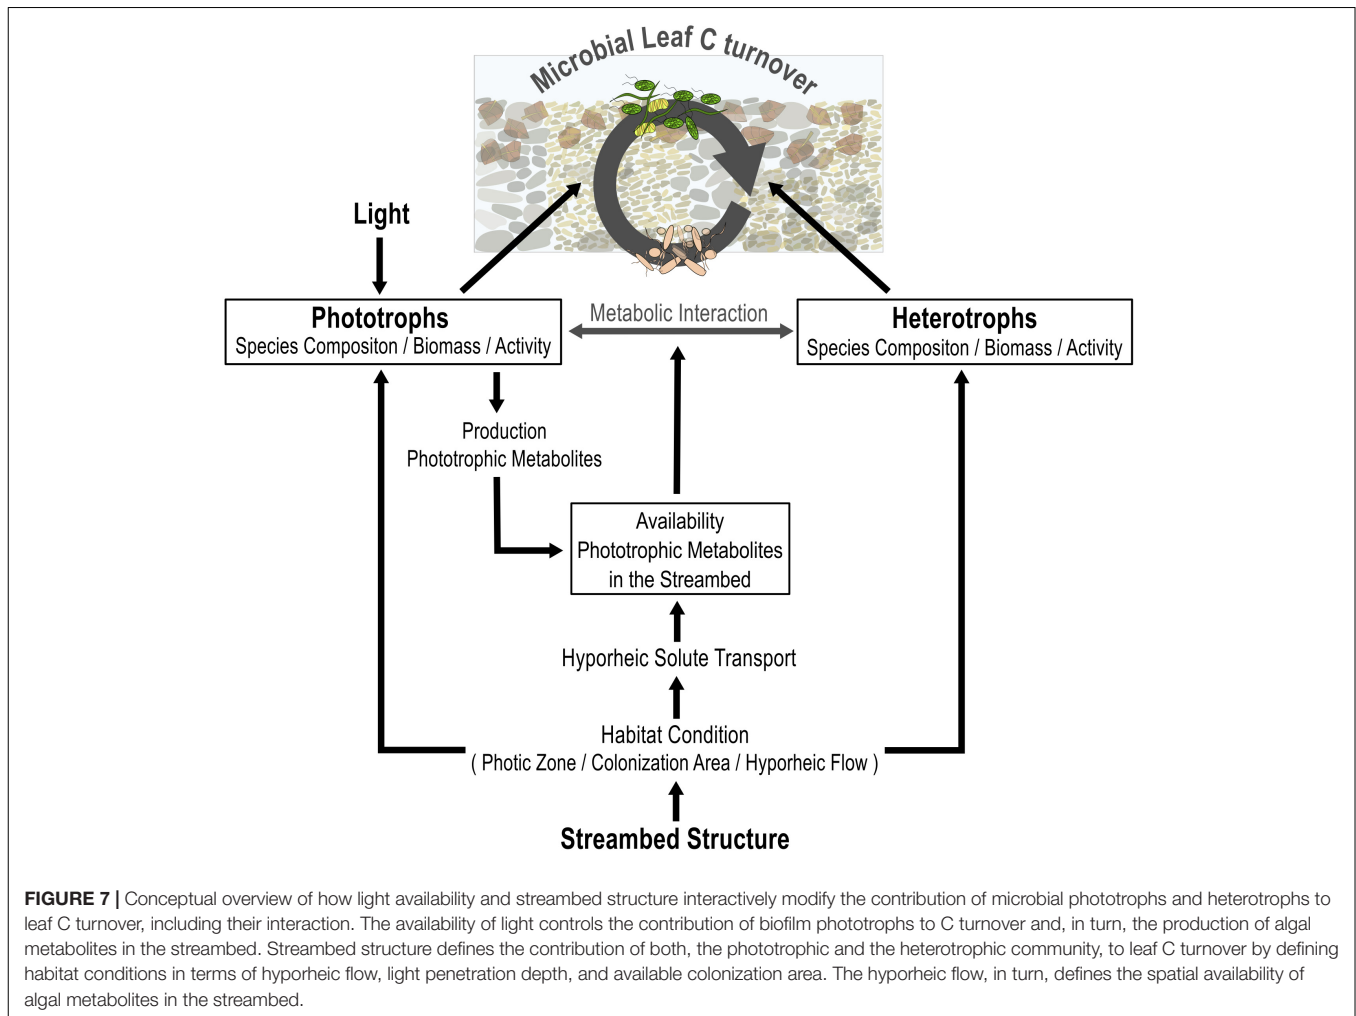 Microbial Leaf C turnover
Light
Phototrophs
Species Compositon / Biomass / Activity
Metabolic Interaction
Heterotrophs
Species Compositon / Biomass / Activity
Production
Phototrophic Metabolites
Availability
Phototrophic Metabolites
in the Streambed
Hyporheic Solute Transport
Habitat Condition
( Photic Zone / Colonization Area / Hyporheic Flow )
Streambed Structure
FIGURE 7 | Conceptual overview of how light availability and streambed structure interactively modify the contribution of microbial phototrophs and heterotrophs to
leaf C turnover, including their interaction. The availability of light controls the contribution of biofilm phototrophs to C turnover and, in turn, the production of algal
metabolites in the streambed. Streambed structure defines the contribution of both, the phototrophic and the heterotrophic community, to leaf C turnover by defining
habitat conditions in terms of hyporheic flow, light penetration depth, and available colonization area. The hyporheic flow, in turn, defines the spatial availability of
algal metabolites in the streambed.